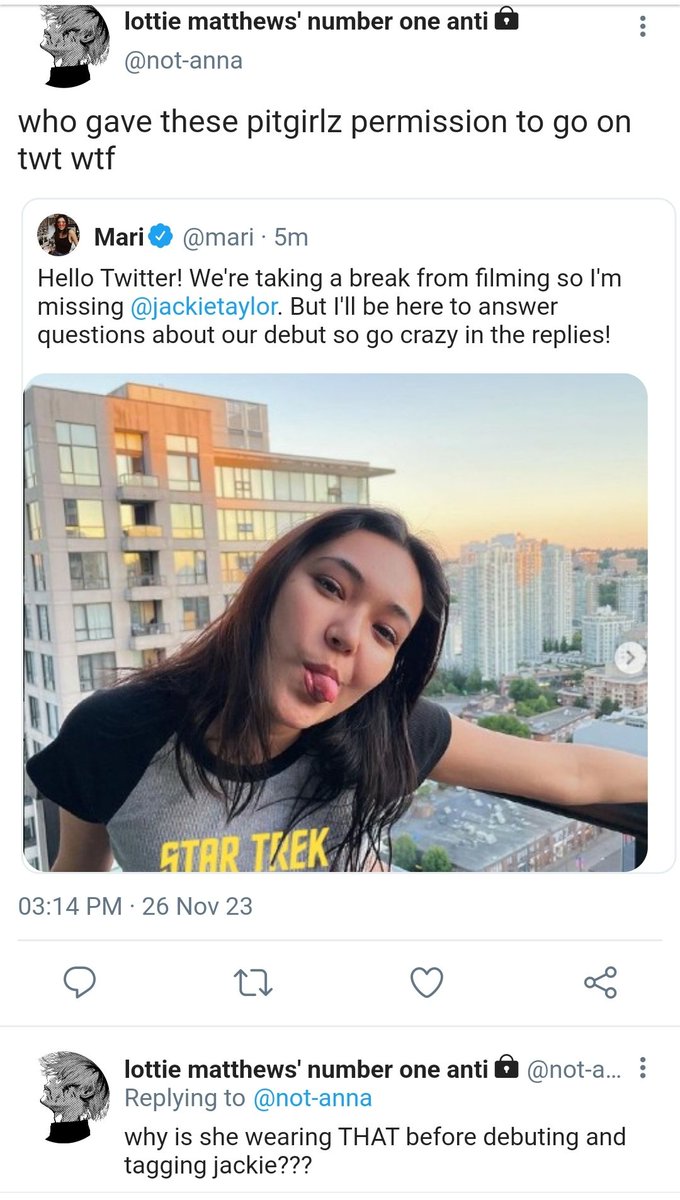 lottie matthews' number one anti
@not-anna
who gave these pitgirlz permission to go on
twt wtf
Mari @mari · 5m
Hello Twitter! We're taking a break from filming so I'm
missing @jackietaylor. But I'll be here to answer
questions about our debut so go crazy in the replies!
STAR TREK
03:14 PM · 26 Nov 23
lottie matthews' number one anti @not-a...
Replying to @not-anna
why is she wearing THAT before debuting and
tagging jackie???